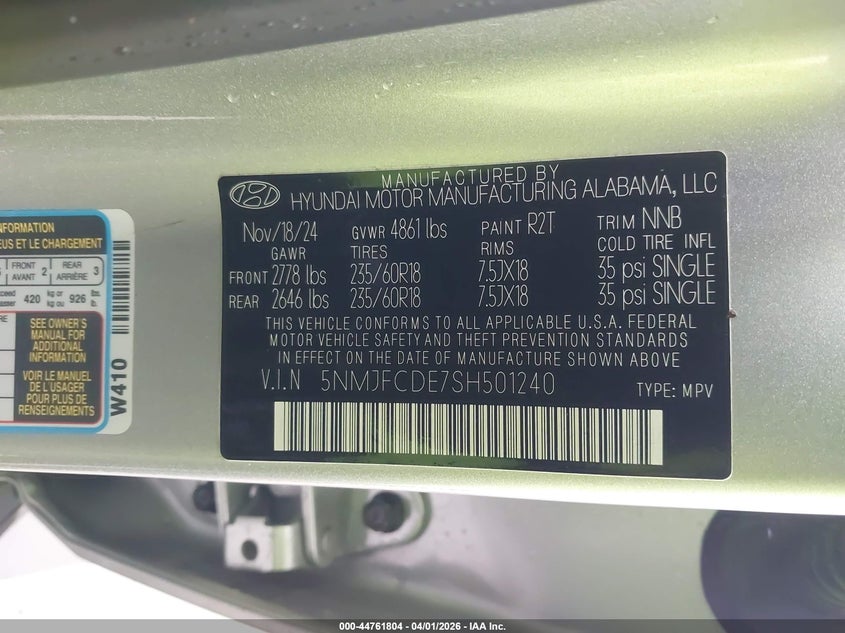 MANUFACTURED BY
HYUNDAI MOTOR MANUFACTURING ALABAMA, LLC
Nov/18/24 GVWR 4861 lbs PAINT R2T TRIM NNB
GAWR TIRES RIMS COLD TIRE INFL
FRONT 2778 lbs 235/60R18 7.5JX18 35 psi SINGLE
REAR 2646 lbs 235/60R18 7.5JX18 35 psi SINGLE
THIS VEHICLE CONFORMS TO ALL APPLICABLE U.S.A. FEDERAL
MOTOR VEHICLE SAFETY AND THEFT PREVENTION STANDARDS
IN EFFECT ON THE DATE OF MANUFACTURE SHOWN ABOVE
V.I.N 5NMJFCDE7SH501240 TYPE: MPV
INFORMATION
EUS ET LE CHARGEMENT
FRONT 2 REAR 3
AVANT ARRIÈRE
420 kg or 926 lbs.
kg ou lb.
SEE OWNER'S
MANUAL FOR
ADDITIONAL
INFORMATION
VOIR LE MANUEL
DE L'USAGER
POUR PLUS DE
RENSEIGNEMENTS
W410
000-44761804 - 04/01/2026 - IAA Inc.